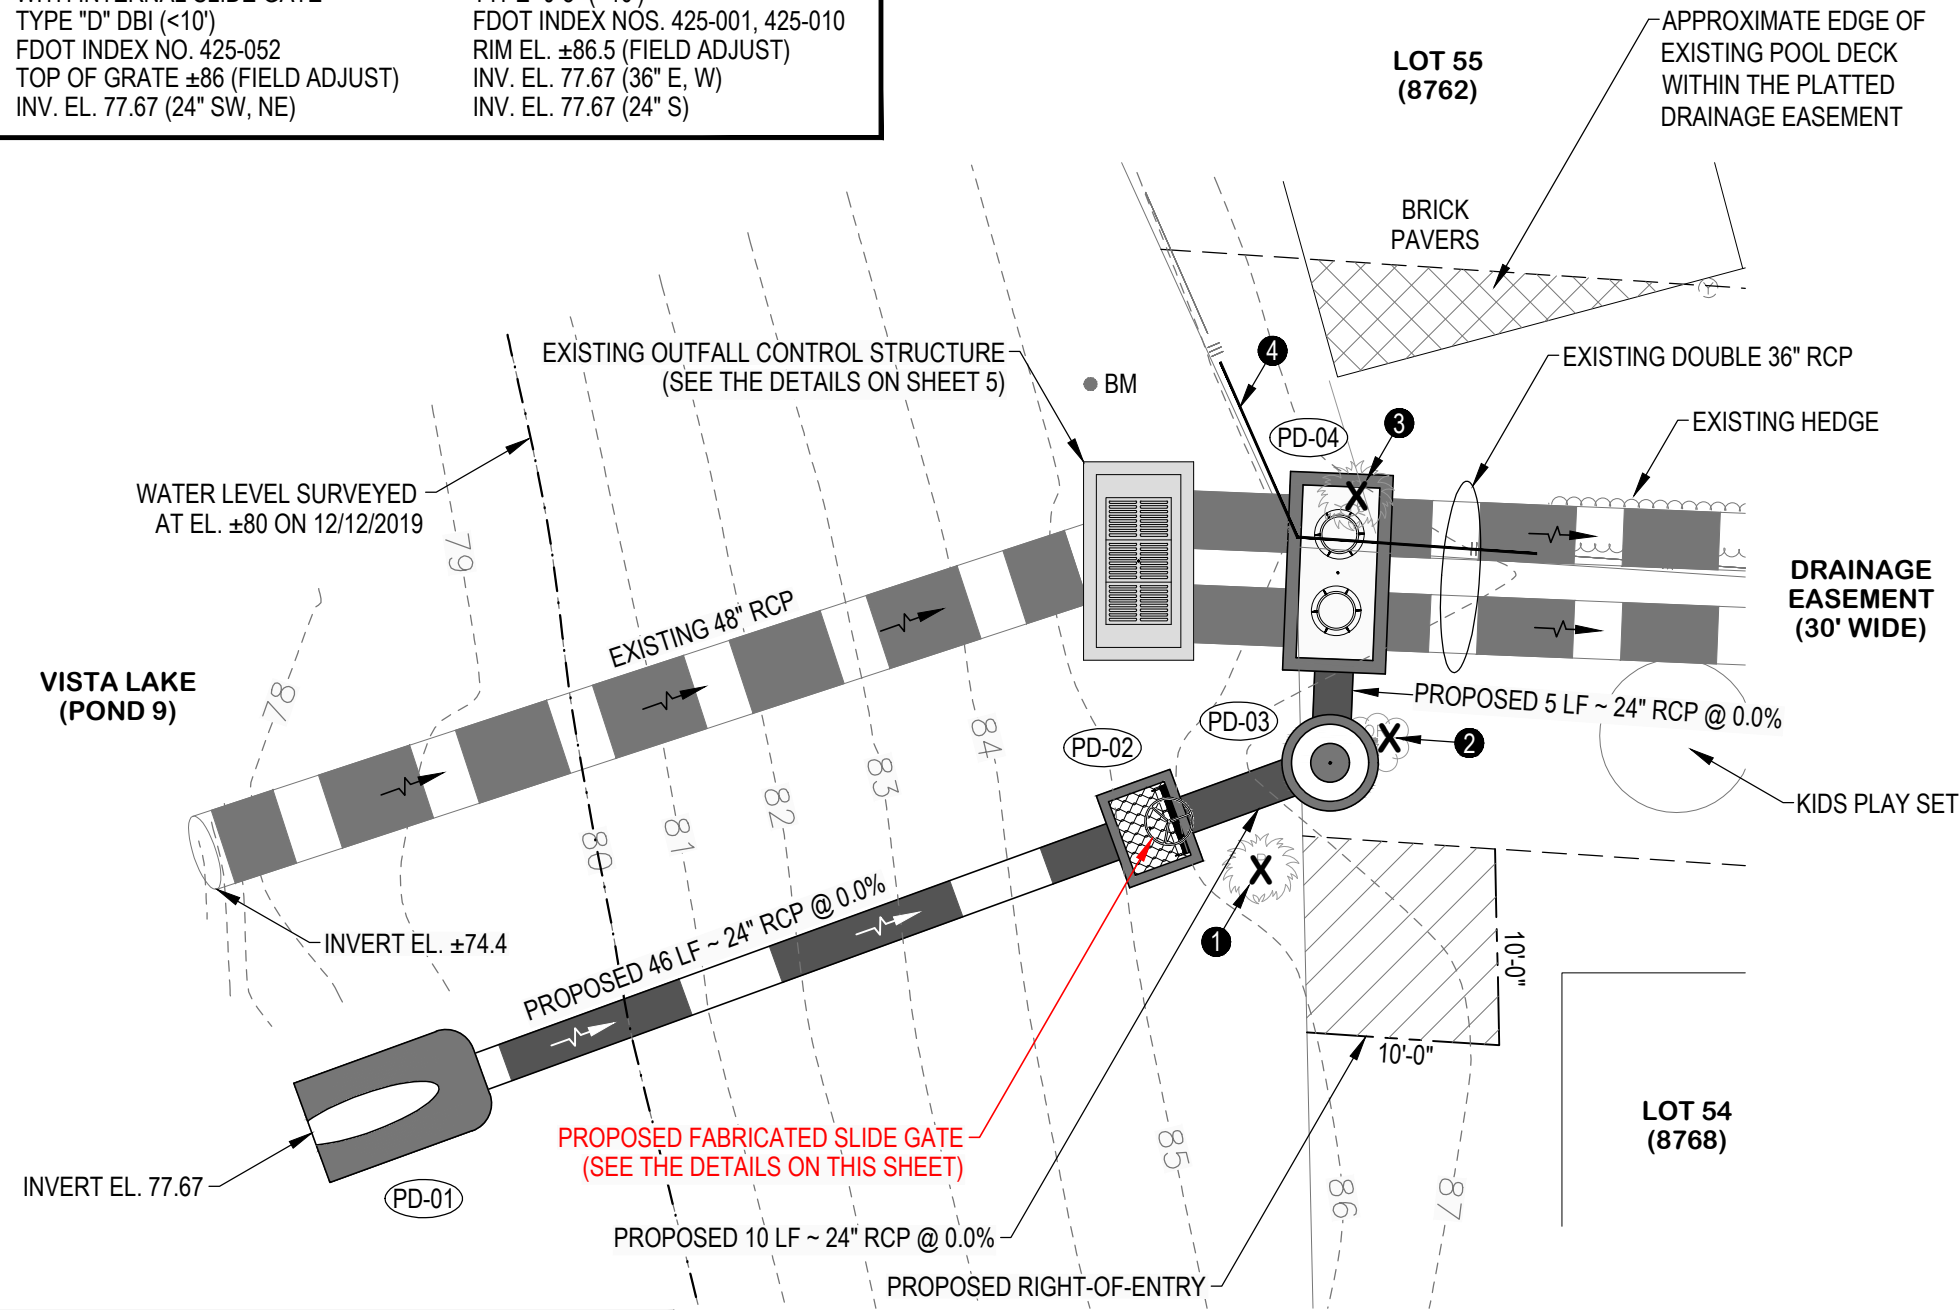 TYPE "D" DBI (<10')
FDOT INDEX NO. 425-052
TOP OF GRATE ±86 (FIELD ADJUST)
INV. EL. 77.67 (24" SW, NE)
FDOT INDEX NOS. 425-001, 425-010
RIM EL. ±86.5 (FIELD ADJUST)
INV. EL. 77.67 (36" E, W)
INV. EL. 77.67 (24" S)
LOT 55
(8762)
APPROXIMATE EDGE OF
EXISTING POOL DECK
WITHIN THE PLATTED
DRAINAGE EASEMENT
BRICK
PAVERS
EXISTING OUTFALL CONTROL STRUCTURE
(SEE THE DETAILS ON SHEET 5)
BM
4
EXISTING DOUBLE 36" RCP
3
PD-04
EXISTING HEDGE
WATER LEVEL SURVEYED
AT EL. ±80 ON 12/12/2019
79
EXISTING 48" RCP
DRAINAGE
EASEMENT
(30' WIDE)
VISTA LAKE
(POND 9)
78
PROPOSED 5 LF ~ 24" RCP @ 0.0%
PD-03
PD-02
2
84
83
82
81
80
KIDS PLAY SET
INVERT EL. ±74.4
PROPOSED 46 LF ~ 24" RCP @ 0.0%
1
10'-0"
10'-0"
PROPOSED FABRICATED SLIDE GATE
(SEE THE DETAILS ON THIS SHEET)
LOT 54
(8768)
INVERT EL. 77.67
PD-01
85
86
87
PROPOSED 10 LF ~ 24" RCP @ 0.0%
PROPOSED RIGHT-OF-ENTRY